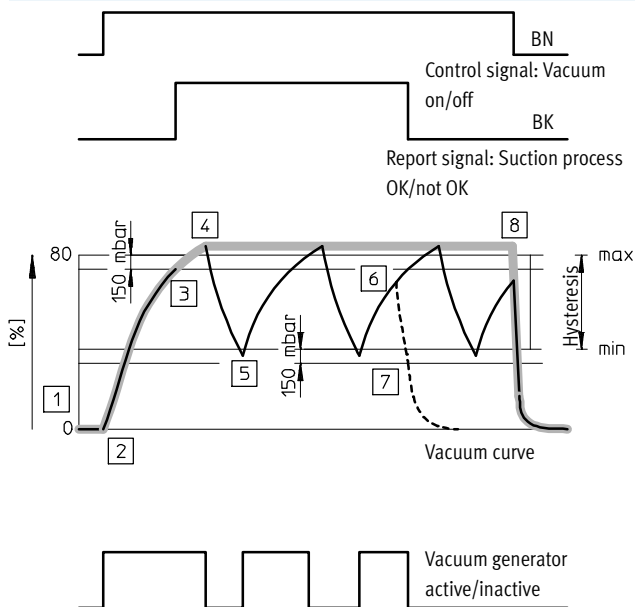 BN
Control signal: Vacuum
on/off
BK
Report signal: Suction process
OK/not OK
4
8
80
max
150 mbar
3
6
Hysteresis
[%]
150 mbar
min
5
7
1
0
2
Vacuum curve
Vacuum generator
active/inactive